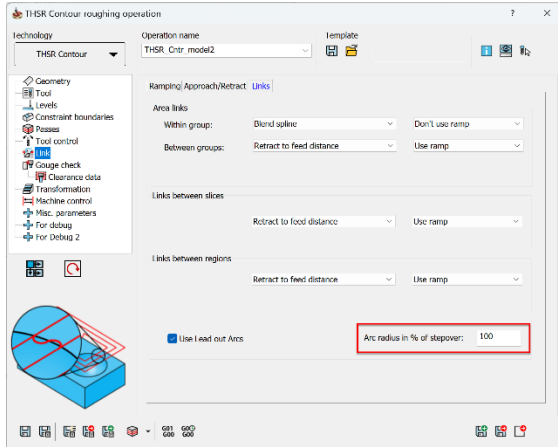 THSR Contour roughing operation
? ×
Technology
Operation name
Template
THSR Contour
THSR_Cntr_model2
Geometry
Tool
Levels
Constraint boundaries
Passes
Tool control
Link
Gouge check
Clearance data
Transformation
Machine control
Misc. parameters
For debug
For Debug 2
Ramping Approach/Retract Links
Area links
Within group: Blend spline Don't use ramp
Between groups: Retract to feed distance Use ramp
Links between slices
Retract to feed distance Use ramp
Links between regions
Retract to feed distance Use ramp
Use Lead out Arcs
Arc radius in % of stepover: 100
G01
G00